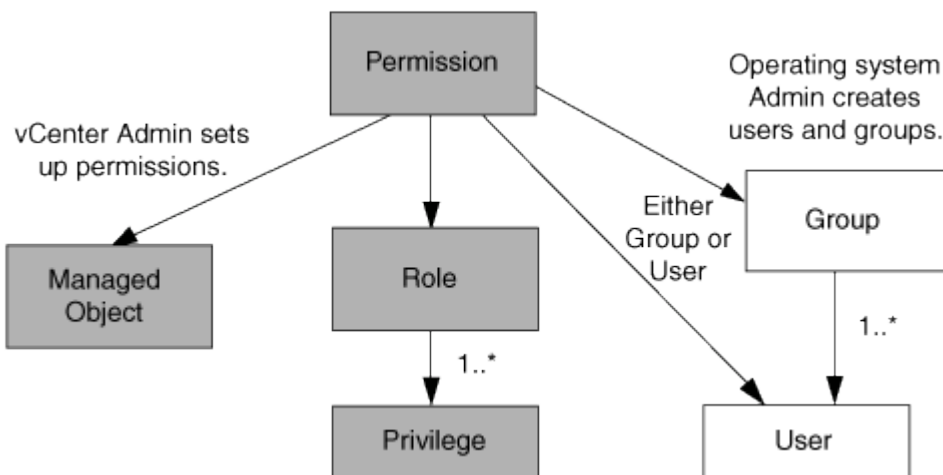 Permission
Operating system
Admin creates
users and groups.
vCenter Admin sets
up permissions.
Either
Group or
User
Group
Managed
Object
Role
1..*
1..*
Privilege
User